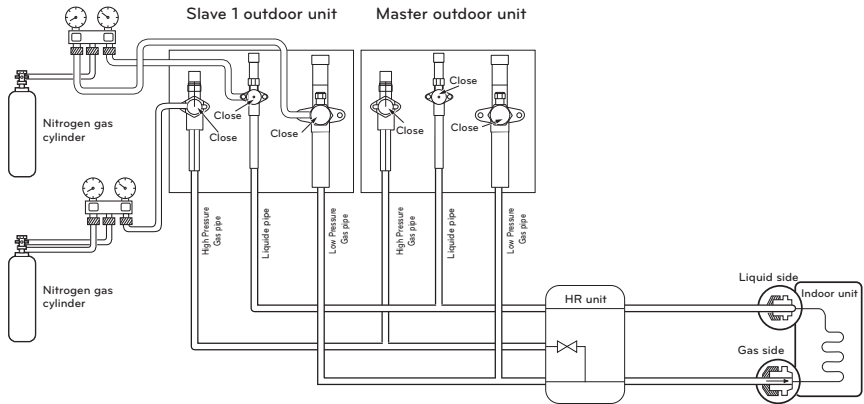 Slave 1 outdoor unit
Master outdoor unit
Nitrogen gas
cylinder
Close
Close
Close
Close
Close
Close
High Pressure
Gas pipe
Liquide pipe
Low Pressure
Gas pipe
High Pressure
Gas pipe
Liquide pipe
Low Pressure
Gas pipe
Nitrogen gas
cylinder
HR unit
Liquid side
Indoor unit
Gas side